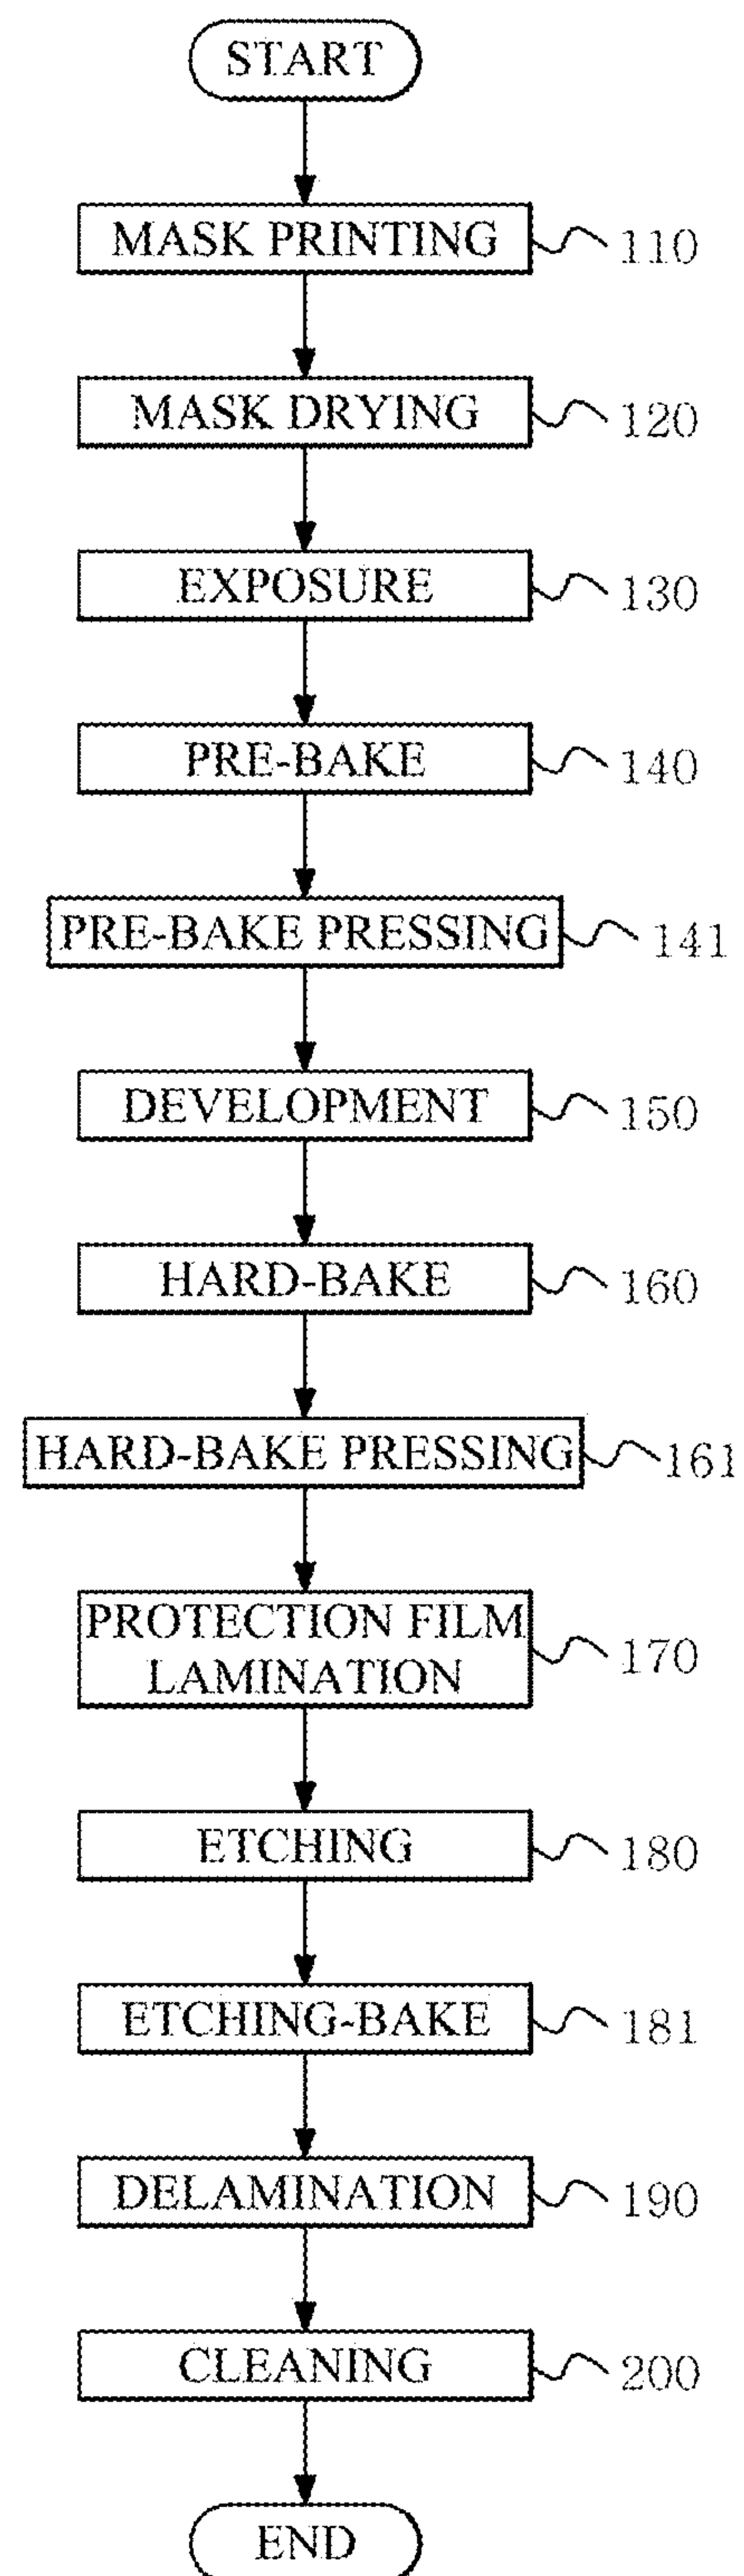 START
MASK PRINTING 110
MASK DRYING 120
EXPOSURE 130
PRE-BAKE 140
PRE-BAKE PRESSING 141
DEVELOPMENT 150
HARD-BAKE 160
HARD-BAKE PRESSING 161
PROTECTION FILM
LAMINATION 170
ETCHING 180
ETCHING-BAKE 181
DELAMINATION 190
CLEANING 200
END